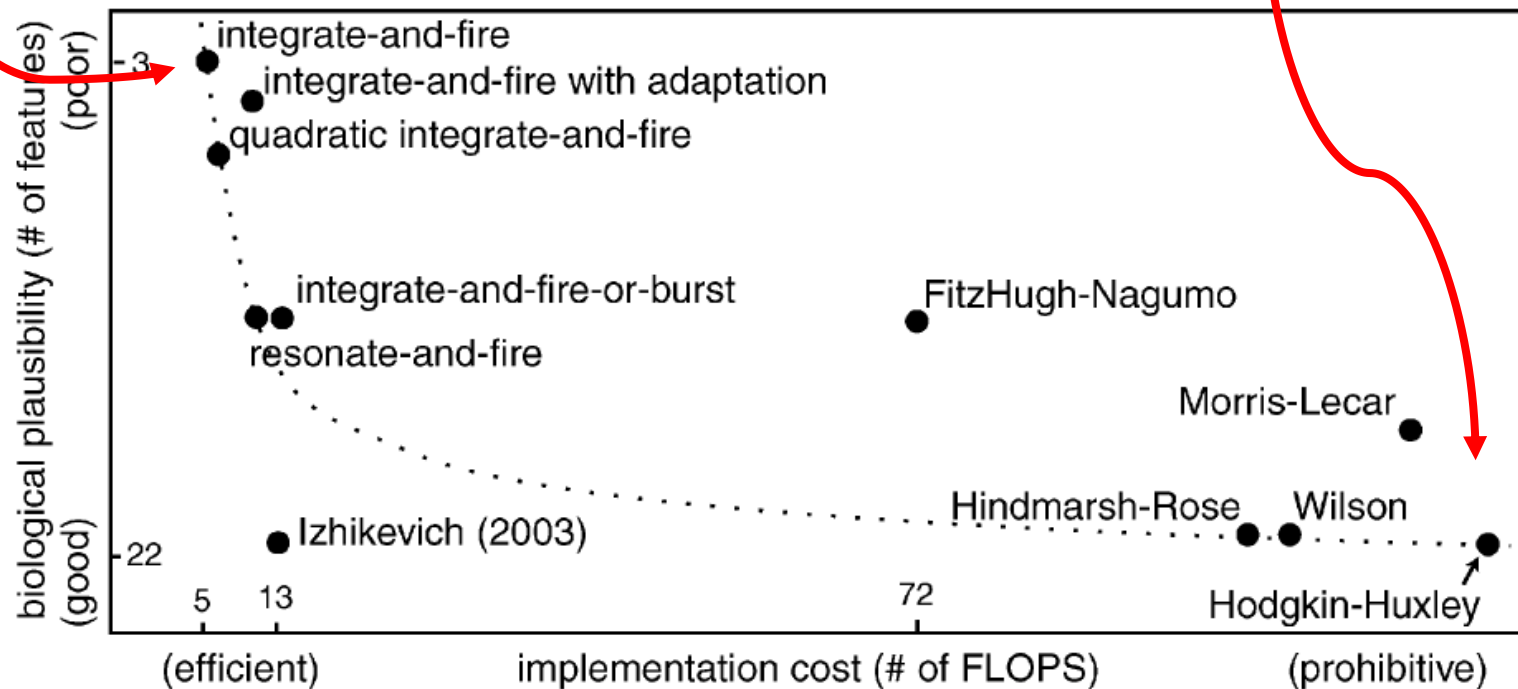 biological plausibility (# of features)
(poor)
(good)
3
22
integrate-and-fire
integrate-and-fire with adaptation
quadratic integrate-and-fire
integrate-and-fire-or-burst
resonate-and-fire
FitzHugh-Nagumo
Morris-Lecar
Hindmarsh-Rose
Wilson
Izhikevich (2003)
Hodgkin-Huxley
5
13
72
(efficient)
implementation cost (# of FLOPS)
(prohibitive)